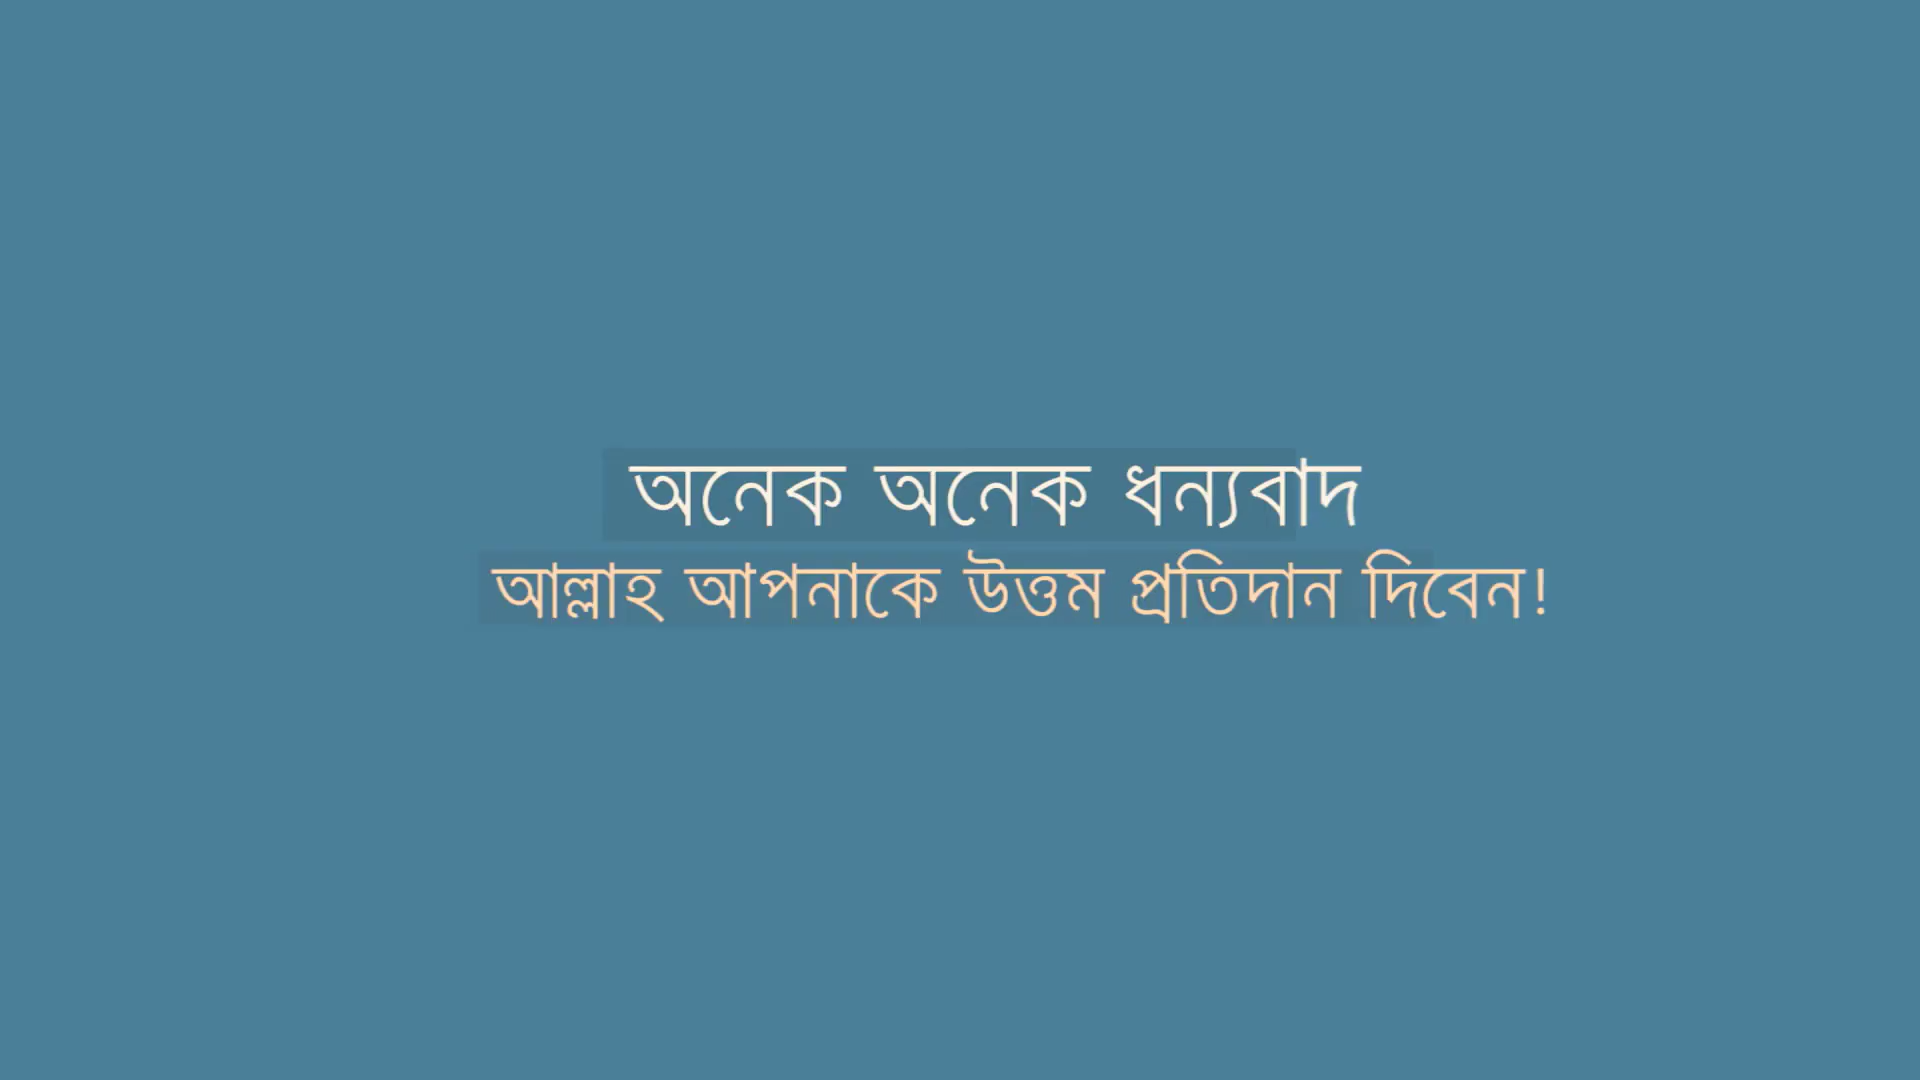 অনেক অনেক ধন্যবাদ
আল্লাহ আপনাকে উত্তম প্রতিদান দিবেন!